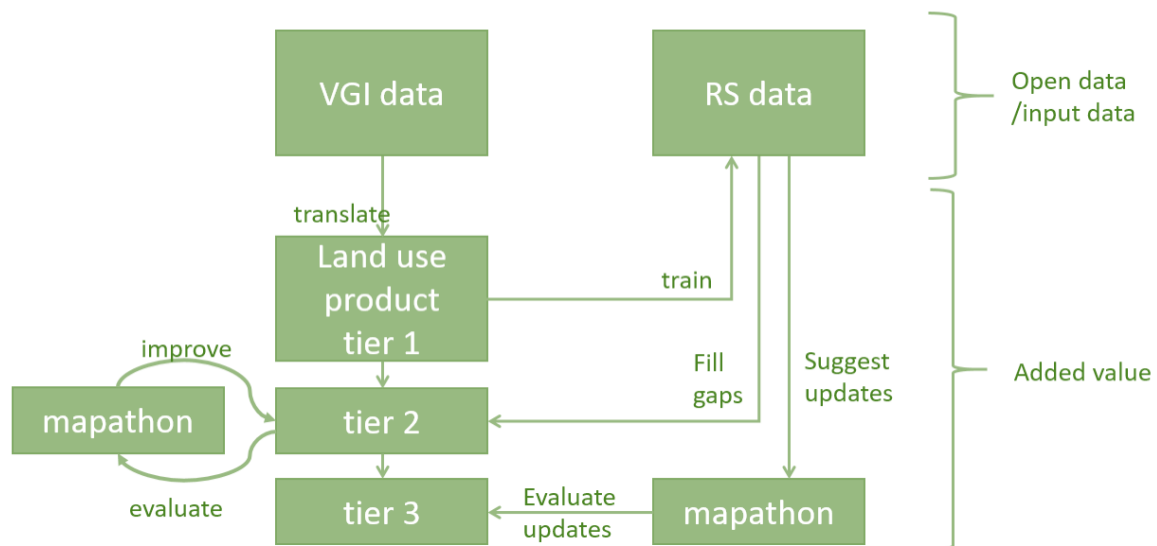 VGI data
RS data
Open data
/input data
translate
Land use
product
tier 1
train
improve
Fill
gaps
Suggest
updates
Added value
mapathon
tier 2
evaluate
tier 3
Evaluate
updates
mapathon